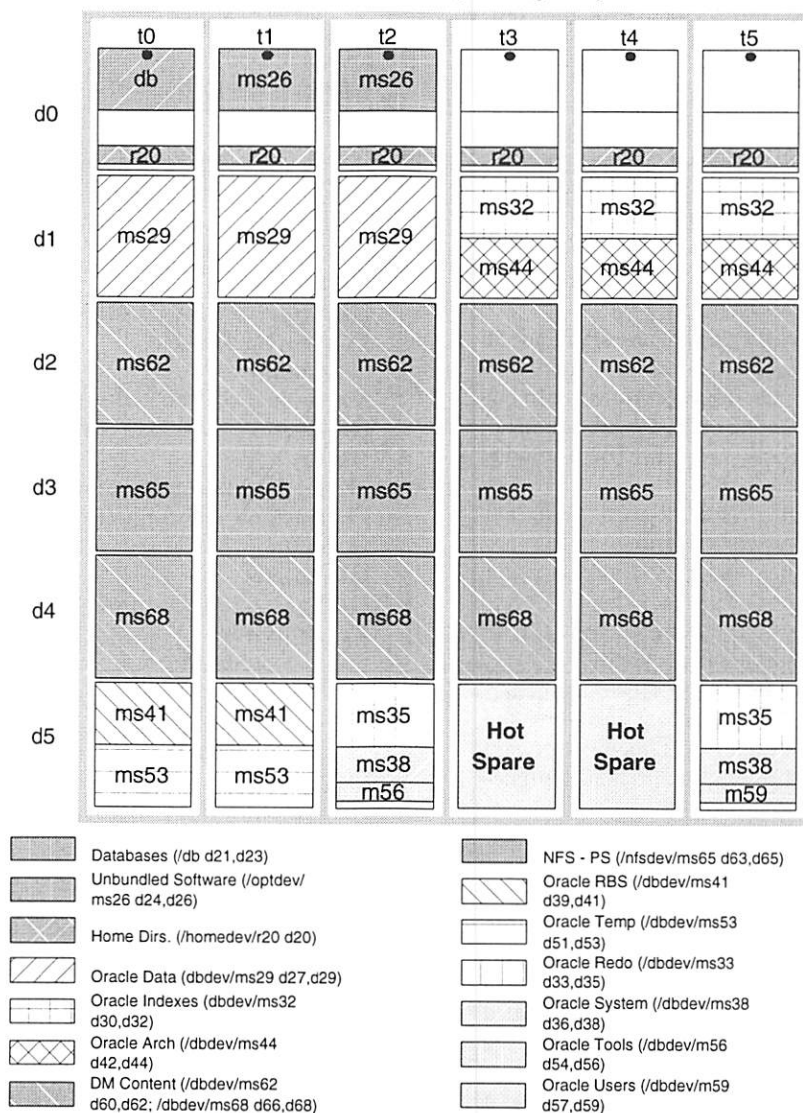 t0 t1 t2 t3 t4 t5
d0
db ms26 ms26
r20 r20 r20 r20 r20 r20
d1
ms29 ms29 ms29 ms32 ms32 ms32
ms44 ms44 ms44
d2
ms62 ms62 ms62 ms62 ms62 ms62
d3
ms65 ms65 ms65 ms65 ms65 ms65
d4
ms68 ms68 ms68 ms68 ms68 ms68
d5
ms41 ms41 ms35 Hot Hot ms35
Spare Spare
ms53 ms53 ms38 ms38
m56 m59
Databases (/db d21,d23)
Unbundled Software (/optdev/
ms26 d24,d26)
Home Dirs. (/homedev/r20 d20)
Oracle Data (dbdev/ms29 d27,d29)
Oracle Indexes (dbdev/ms32
d30,d32)
Oracle Arch (/dbdev/ms44
d42,d44)
DM Content (/dbdev/ms62
d60,d62; /dbdev/ms68 d66,d68)
NFS - PS (/nfsdev/ms65 d63,d65)
Oracle RBS (/dbdev/ms41
d39,d41)
Oracle Temp (/dbdev/ms53
d51,d53)
Oracle Redo (/dbdev/ms33
d33,d35)
Oracle System (/dbdev/ms38
d36,d38)
Oracle Tools (/dbdev/m56
d54,d56)
Oracle Users (/dbdev/m59
d57,d59)